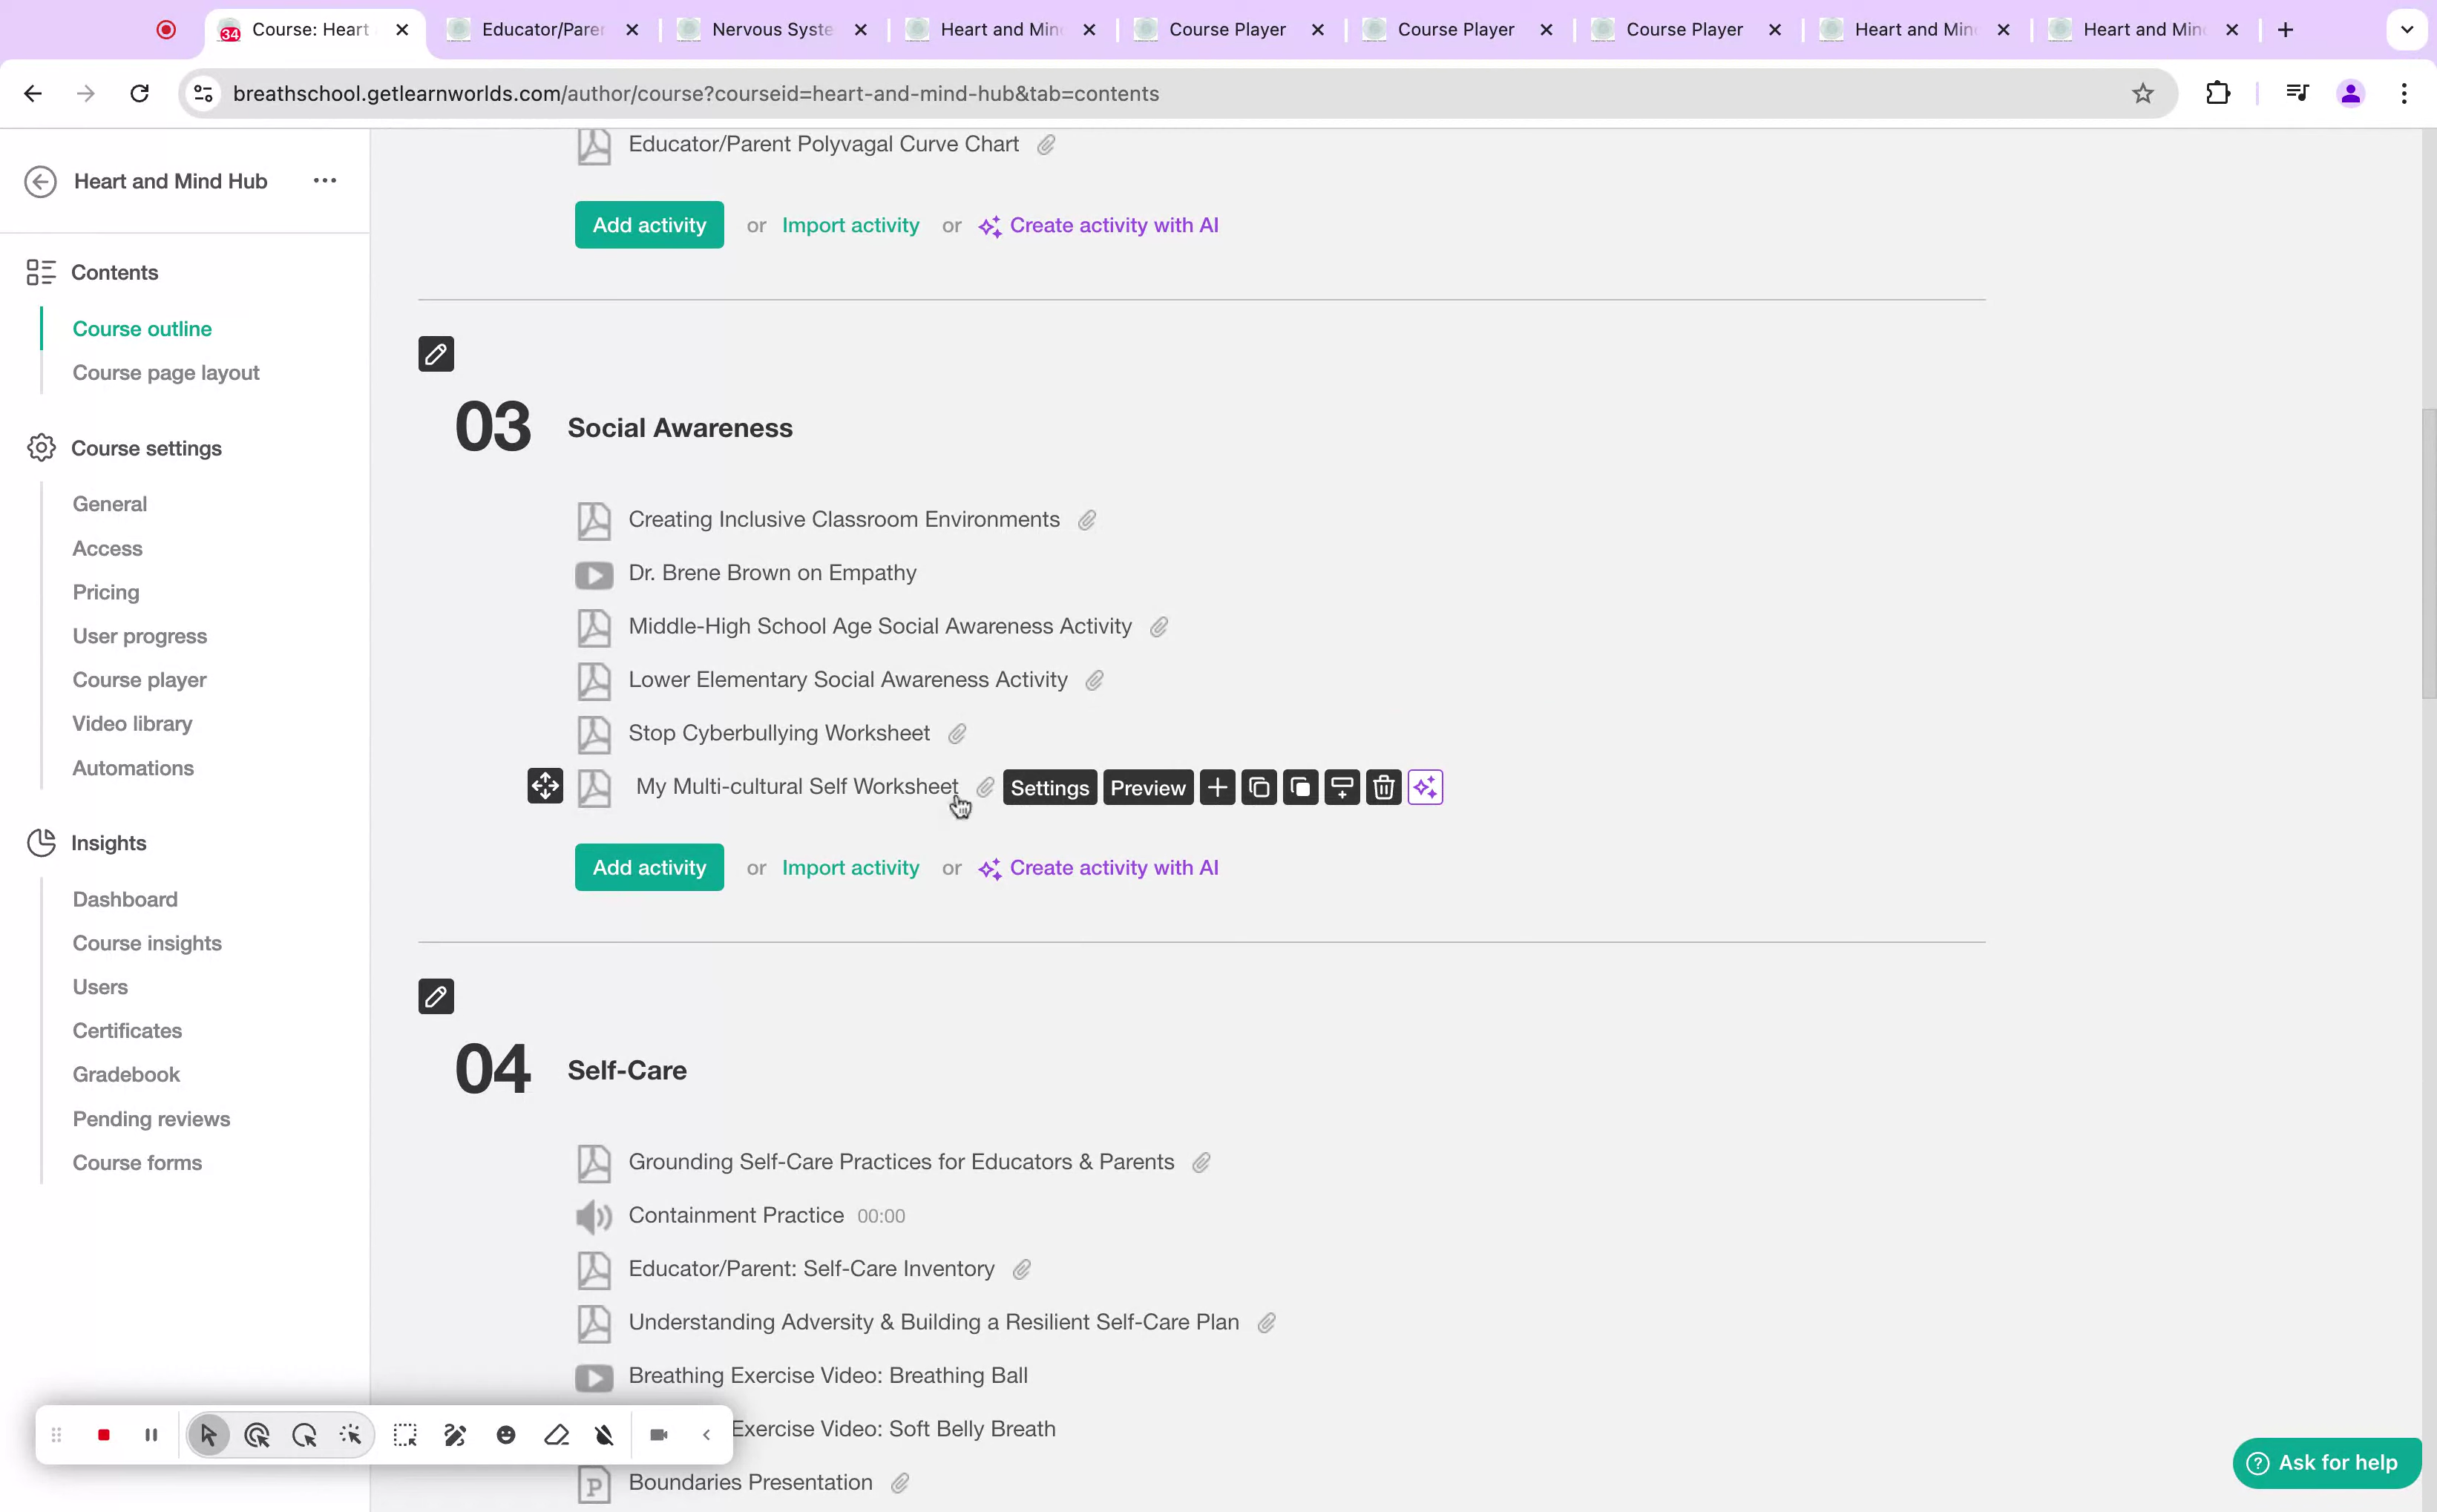 34 Course: Heart
Educator/Parer
Nervous Syste
Heart and Min
Course Player
Course Player
Course Player
Heart and Min
Heart and Min
breathschool.getlearnworlds.com/author/course?courseid=heart-and-mind-hub&tab=contents
Heart and Mind Hub
Contents
Course outline
Course page layout
Course settings
General
Access
Pricing
User progress
Course player
Video library
Automations
Insights
Dashboard
Course insights
Users
Certificates
Gradebook
Pending reviews
Course forms
Educator/Parent Polyvagal Curve Chart
Add activity or Import activity or Create activity with AI
03 Social Awareness
Creating Inclusive Classroom Environments
Dr. Brene Brown on Empathy
Middle-High School Age Social Awareness Activity
Lower Elementary Social Awareness Activity
Stop Cyberbullying Worksheet
My Multi-cultural Self Worksheet Settings Preview
Add activity or Import activity or Create activity with AI
04 Self-Care
Grounding Self-Care Practices for Educators & Parents
Containment Practice 00:00
Educator/Parent: Self-Care Inventory
Understanding Adversity & Building a Resilient Self-Care Plan
Breathing Exercise Video: Breathing Ball
Exercise Video: Soft Belly Breath
P Boundaries Presentation
? Ask for help